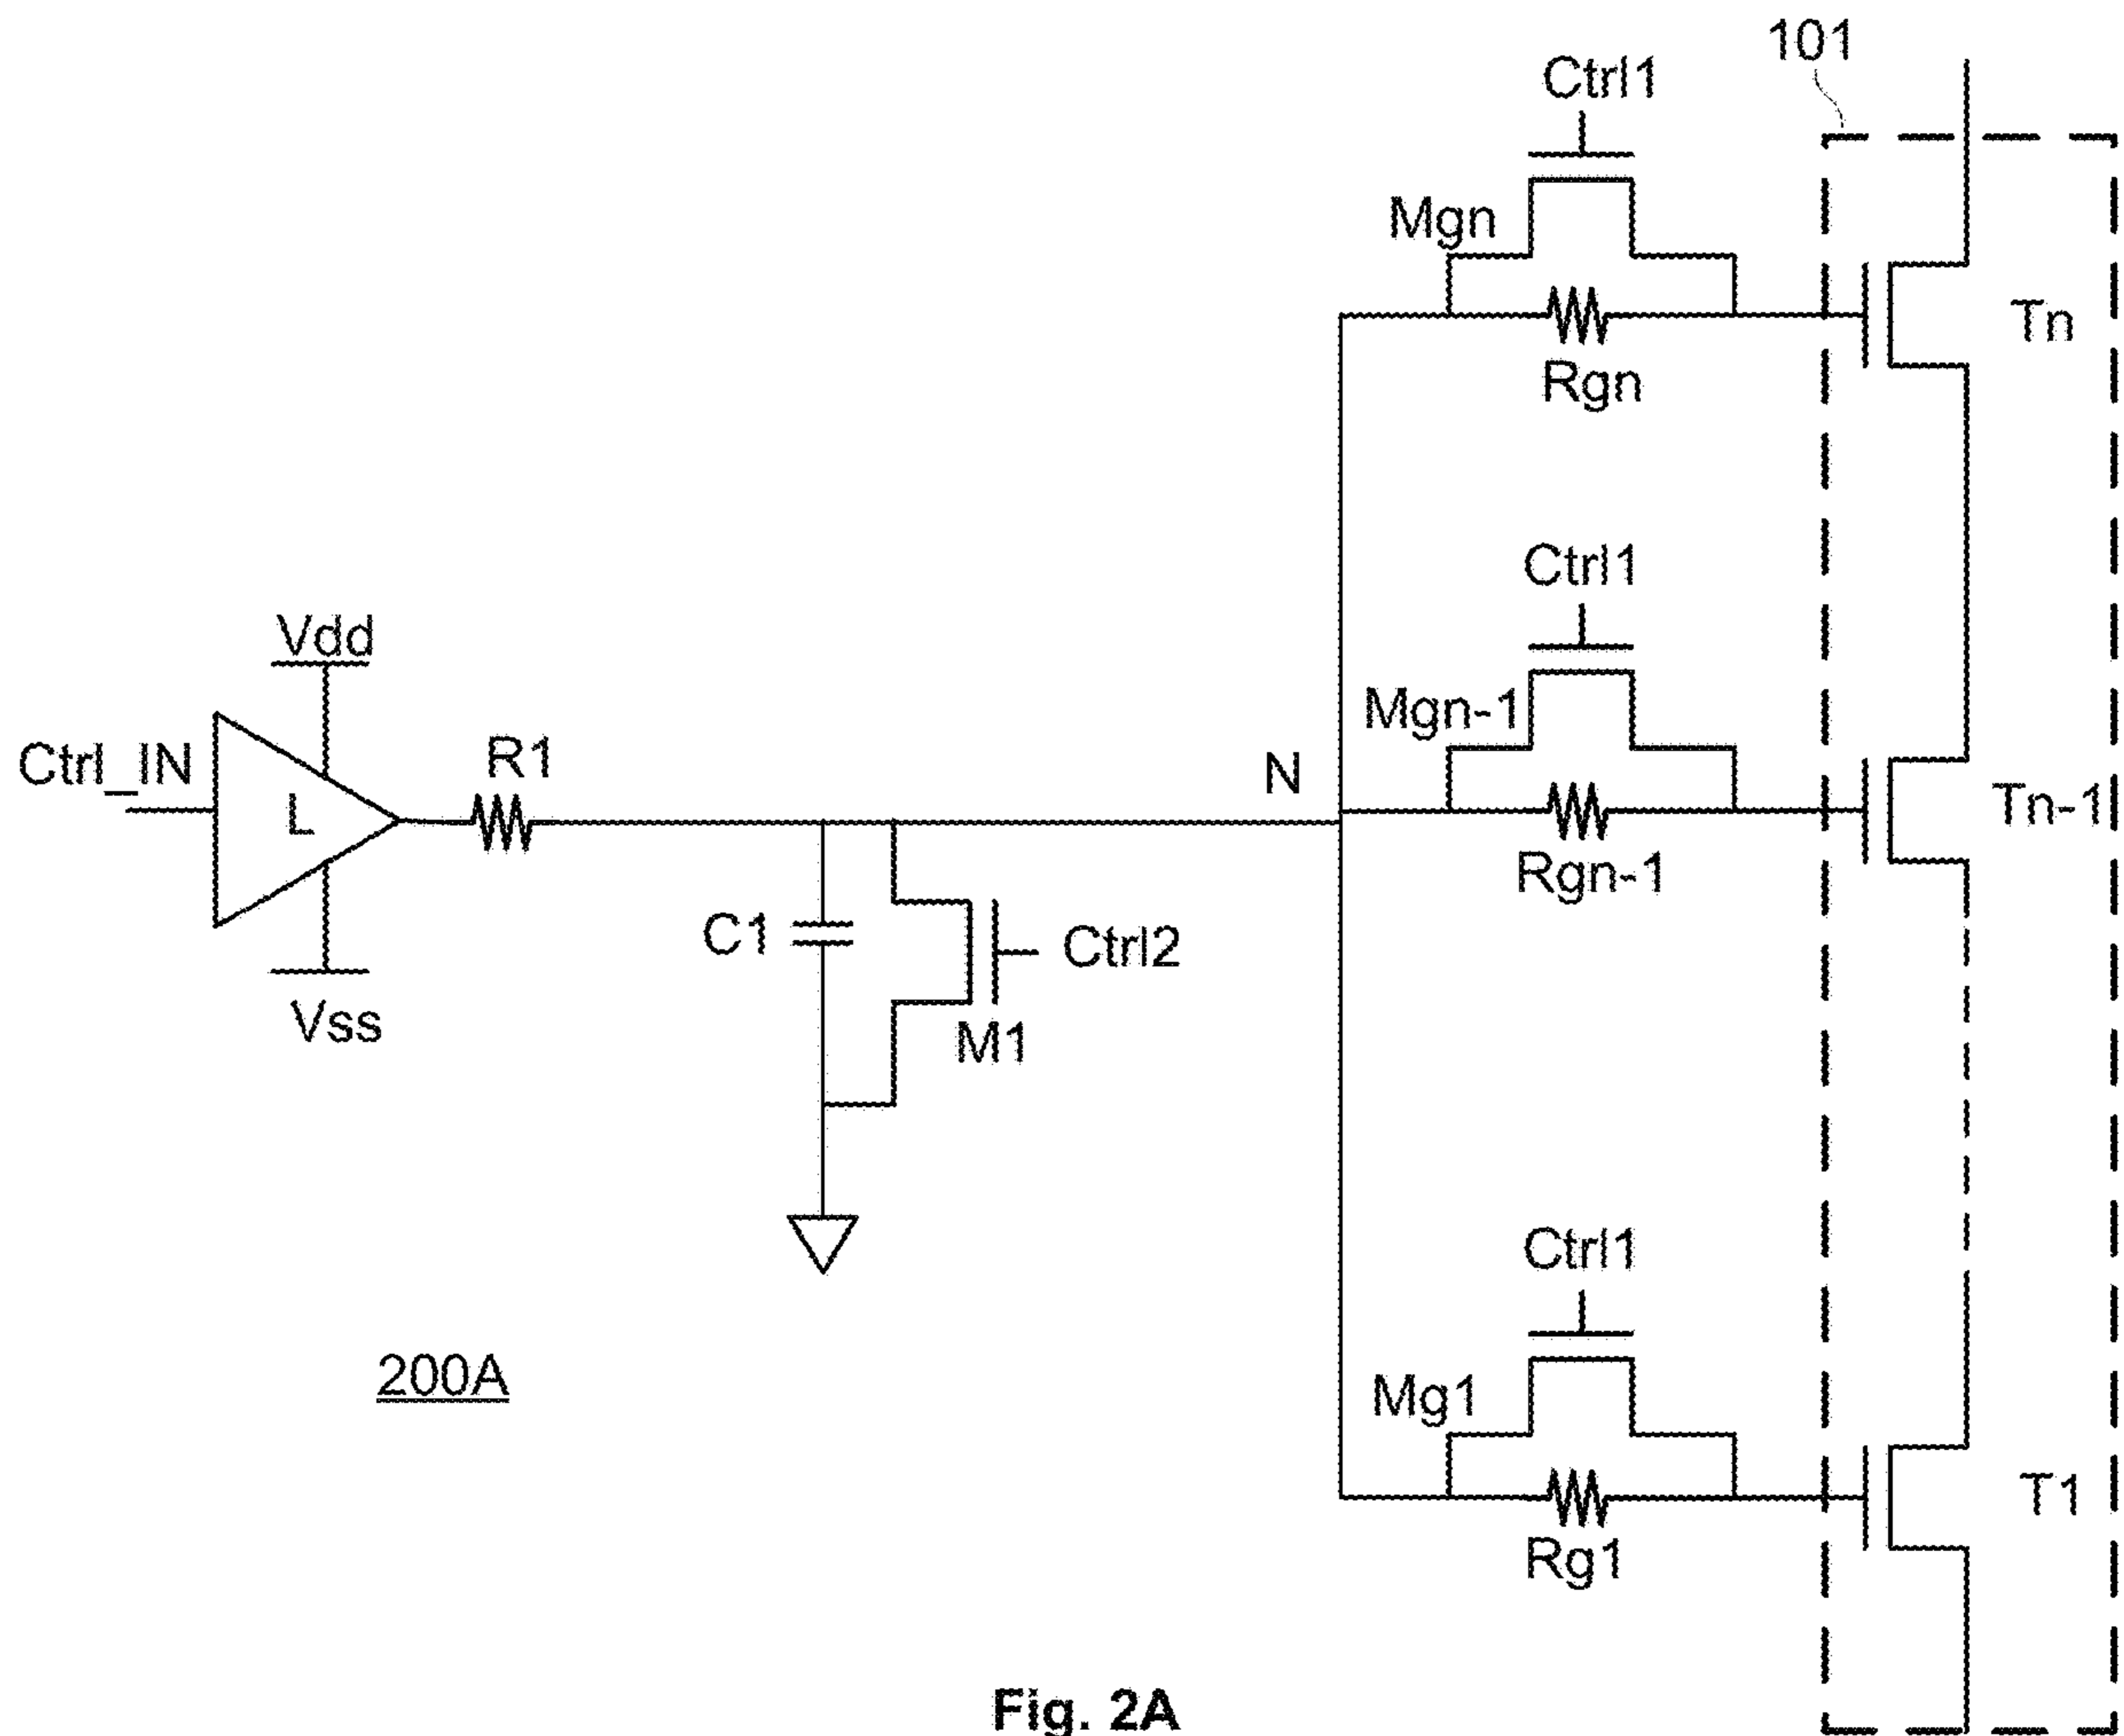 101
Ctrl1
Mgn
Tn
Rgn
Ctrl1
Vdd
Mgn-1
Ctrl_IN
R1
N
Tn-1
L
Rgn-1
C1
Ctrl2
Vss
M1
Ctrl1
200A
Mg1
T1
Rg1
Fig. 2A